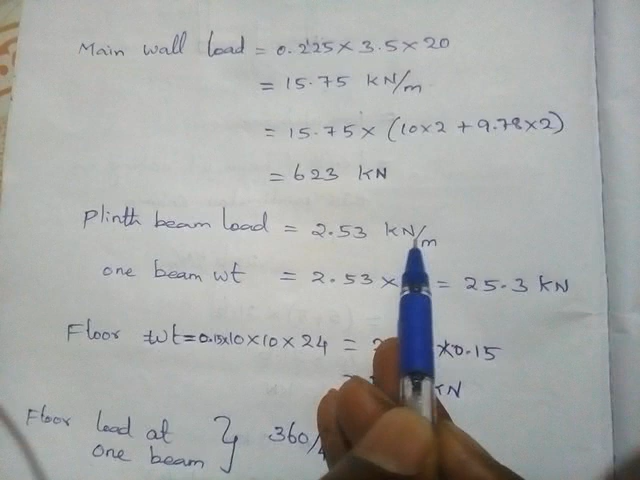 Main wall load = 0.225 × 3.5 × 20
= 15.75 KN/m
= 15.75 × (10×2 + 9.78×2)
= 623 KN
Plinth beam load = 2.53 KN/m
one beam wt = 2.53 × = 25.3 KN
Floor wt = 0.15×10×10×24 = ×0.15
KN
Floor load at
one beam } 360/